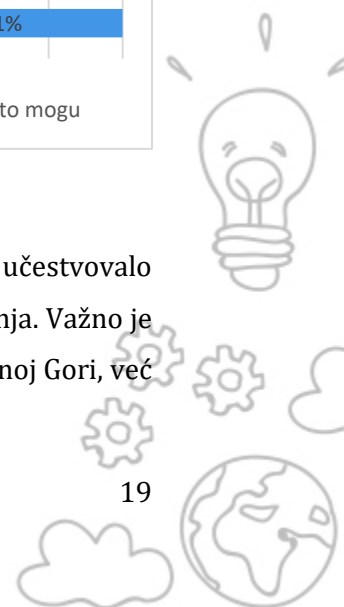 1%
to mogu
učestvovalo
nja. Važno je
noj Gori, već
19